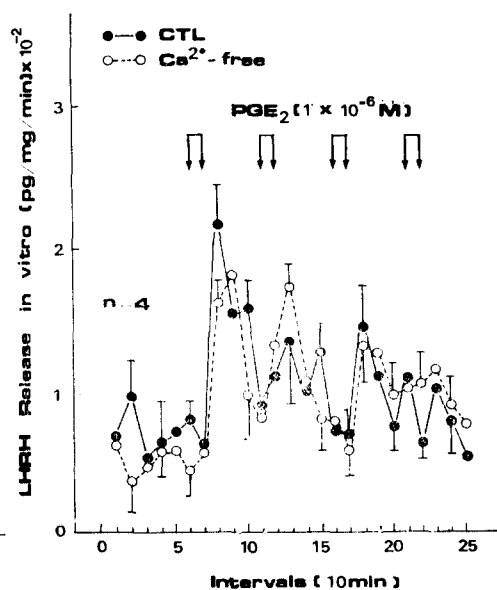 CTL
Ca²⁺-free
PGE₂(1 x 10⁻⁶ M)
n=4
LHRH Release in vitro (pg/mg/min)x10⁻²
3
2
1
0
0 5 10 15 20 25
Intervals (10min)